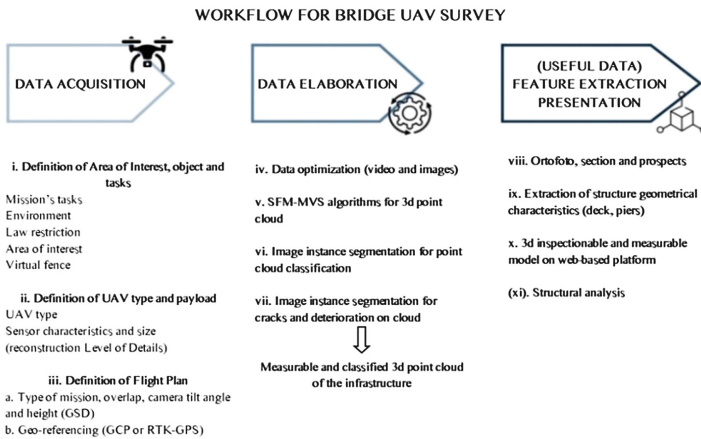 WORKFLOW FOR BRIDGE UAV SURVEY
DATA ACQUISITION
i. Definition of Area of Interest, object and
tasks
Mission's tasks
Environment
Law restriction
Area of interest
Virtual fence
ii. Definition of UAV type and payload
UAV type
Sensor characteristics and size
(reconstruction Level of Details)
iii. Definition of Flight Plan
a. Type of mission, overlap, camera tilt angle
and height (GSD)
b. Geo-referencing (GCP or RTK-GPS)
DATA ELABORATION
iv. Data optimization (video and images)
v. SFM-MVS algorithms for 3d point
cloud
vi. Image instance segmentation for point
cloud classification
vii. Image instance segmentation for
cracks and deterioration on cloud
Measurable and classified 3d point cloud
of the infrastructure
(USEFUL DATA)
FEATURE EXTRACTION
PRESENTATION
viii. Ortofoto, section and prospects
ix. Extraction of structure geometrical
characteristics (deck, piers)
x. 3d inspectionable and measurable
model on web-based platform
(xi). Structural analysis